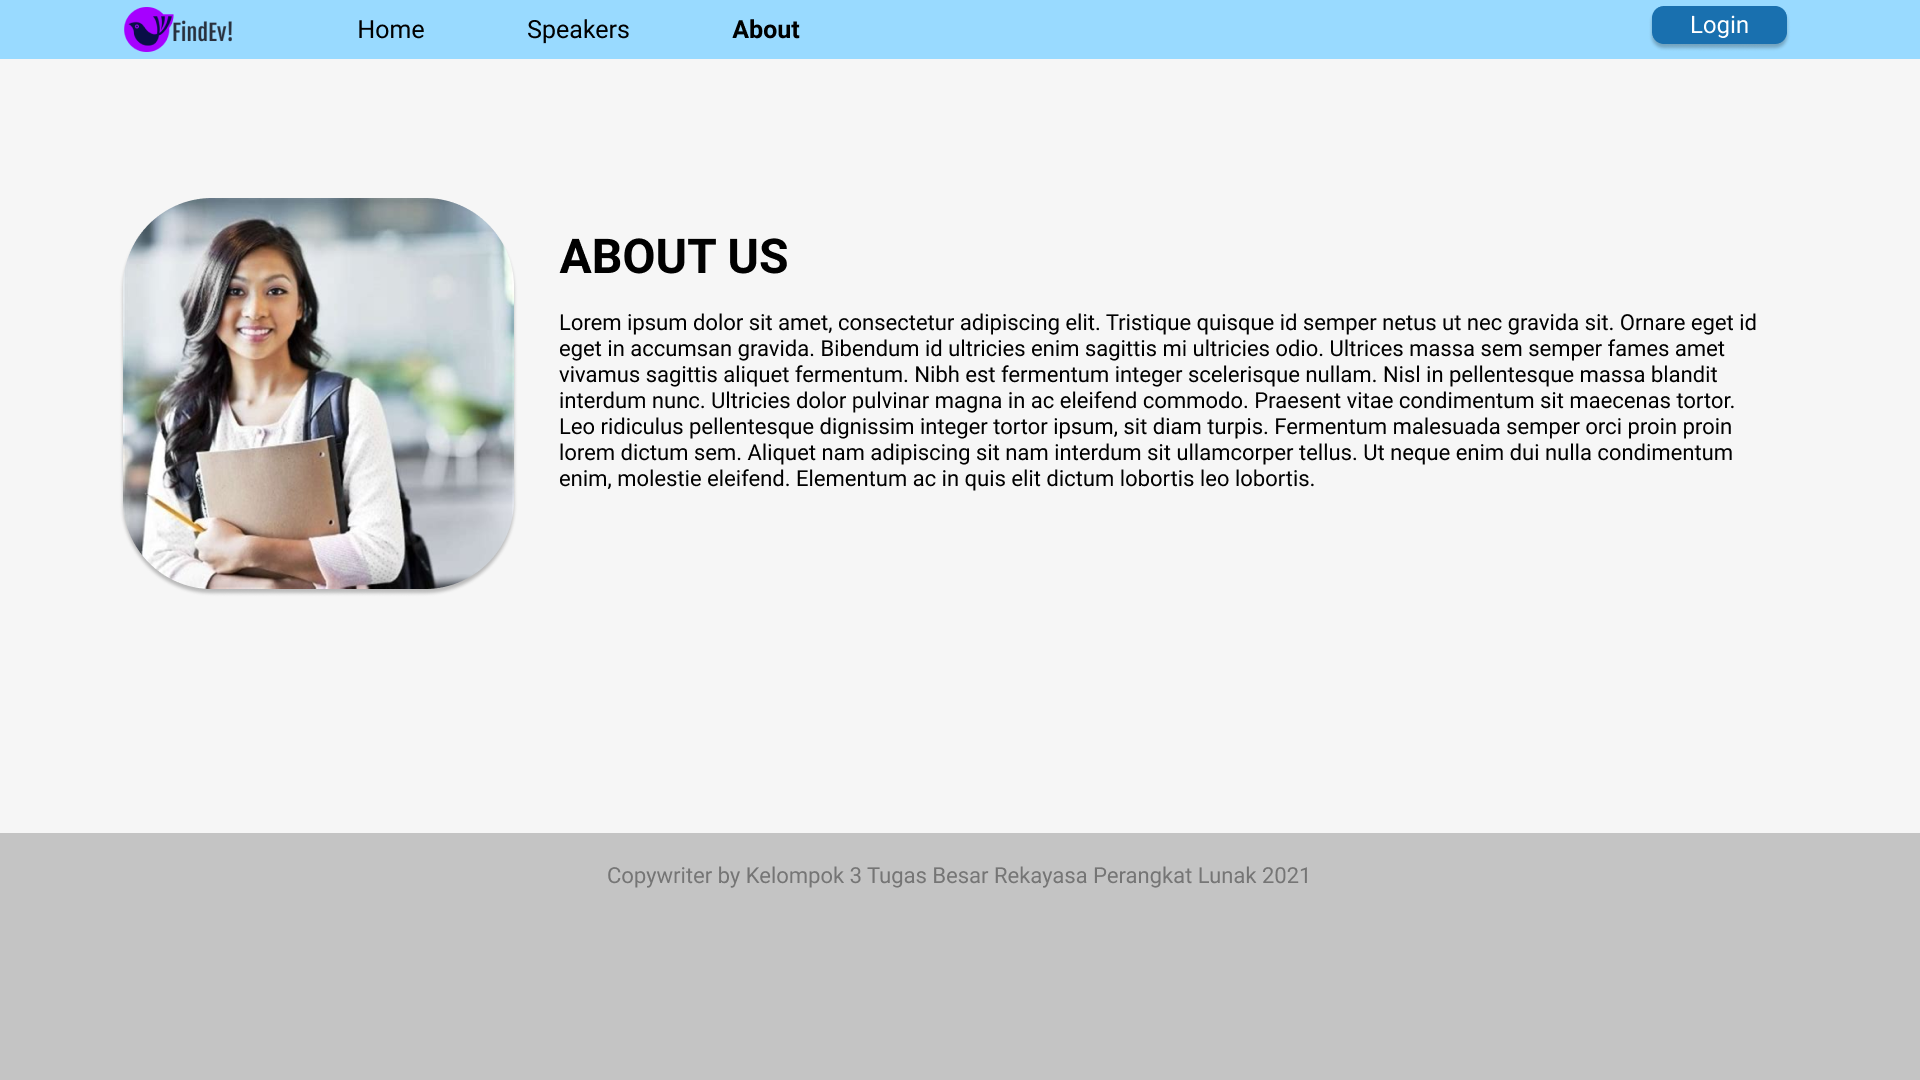 FindEv!
Home
Speakers
About
Login
ABOUT US
Lorem ipsum dolor sit amet, consectetur adipiscing elit. Tristique quisque id semper netus ut nec gravida sit. Ornare eget id
eget in accumsan gravida. Bibendum id ultricies enim sagittis mi ultricies odio. Ultrices massa sem semper fames amet
vivamus sagittis aliquet fermentum. Nibh est fermentum integer scelerisque nullam. Nisl in pellentesque massa blandit
interdum nunc. Ultricies dolor pulvinar magna in ac eleifend commodo. Praesent vitae condimentum sit maecenas tortor.
Leo ridiculus pellentesque dignissim integer tortor ipsum, sit diam turpis. Fermentum malesuada semper orci proin proin
lorem dictum sem. Aliquet nam adipiscing sit nam interdum sit ullamcorper tellus. Ut neque enim dui nulla condimentum
enim, molestie eleifend. Elementum ac in quis elit dictum lobortis leo lobortis.
Copywriter by Kelompok 3 Tugas Besar Rekayasa Perangkat Lunak 2021